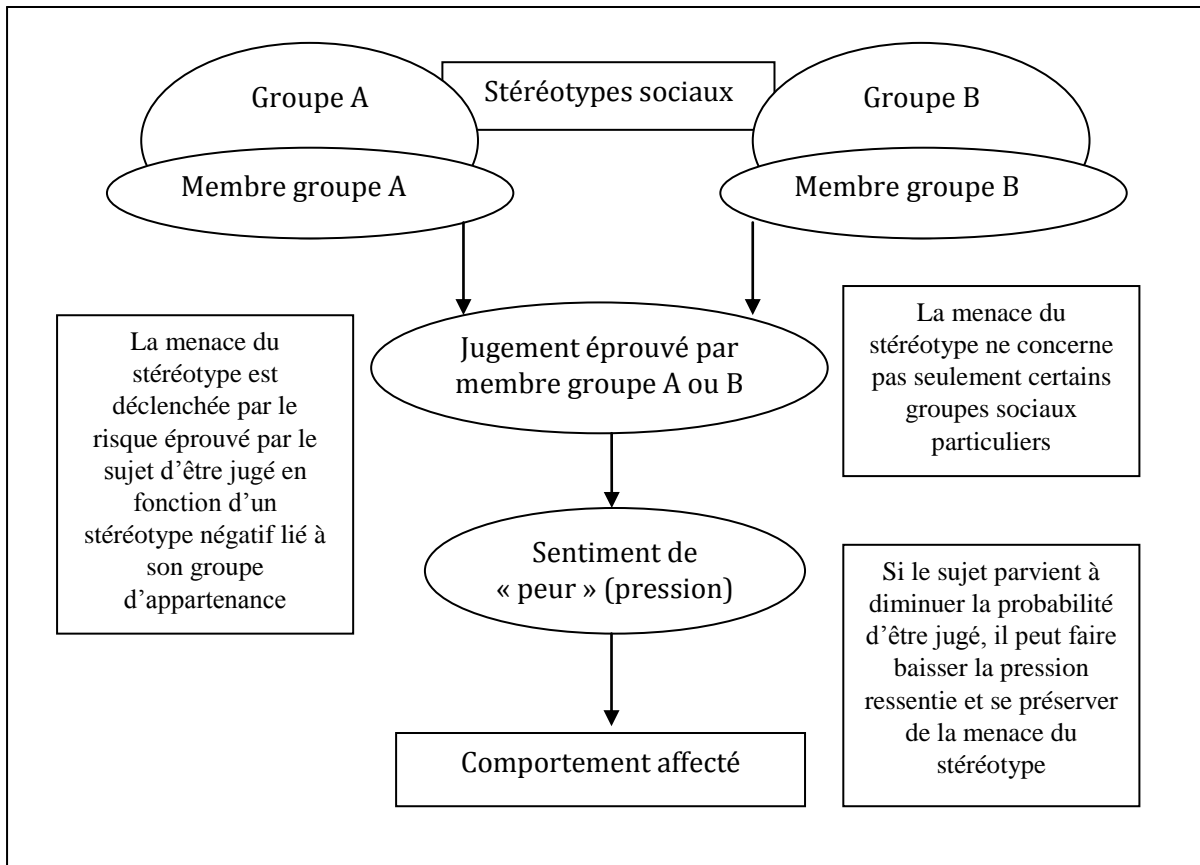 Groupe A
Stéréotypes sociaux
Groupe B
Membre groupe A
Membre groupe B
La menace du
stéréotype est
déclenchée par le
risque éprouvé par le
sujet d'être jugé en
fonction d'un
stéréotype négatif lié à
son groupe
d'appartenance
Jugement éprouvé par
membre groupe A ou B
La menace du
stéréotype ne concerne
pas seulement certains
groupes sociaux
particuliers
Sentiment de
« peur » (pression)
Si le sujet parvient à
diminuer la probabilité
d'être jugé, il peut faire
baisser la pression
ressentie et se préserver
de la menace du
stéréotype
Comportement affecté